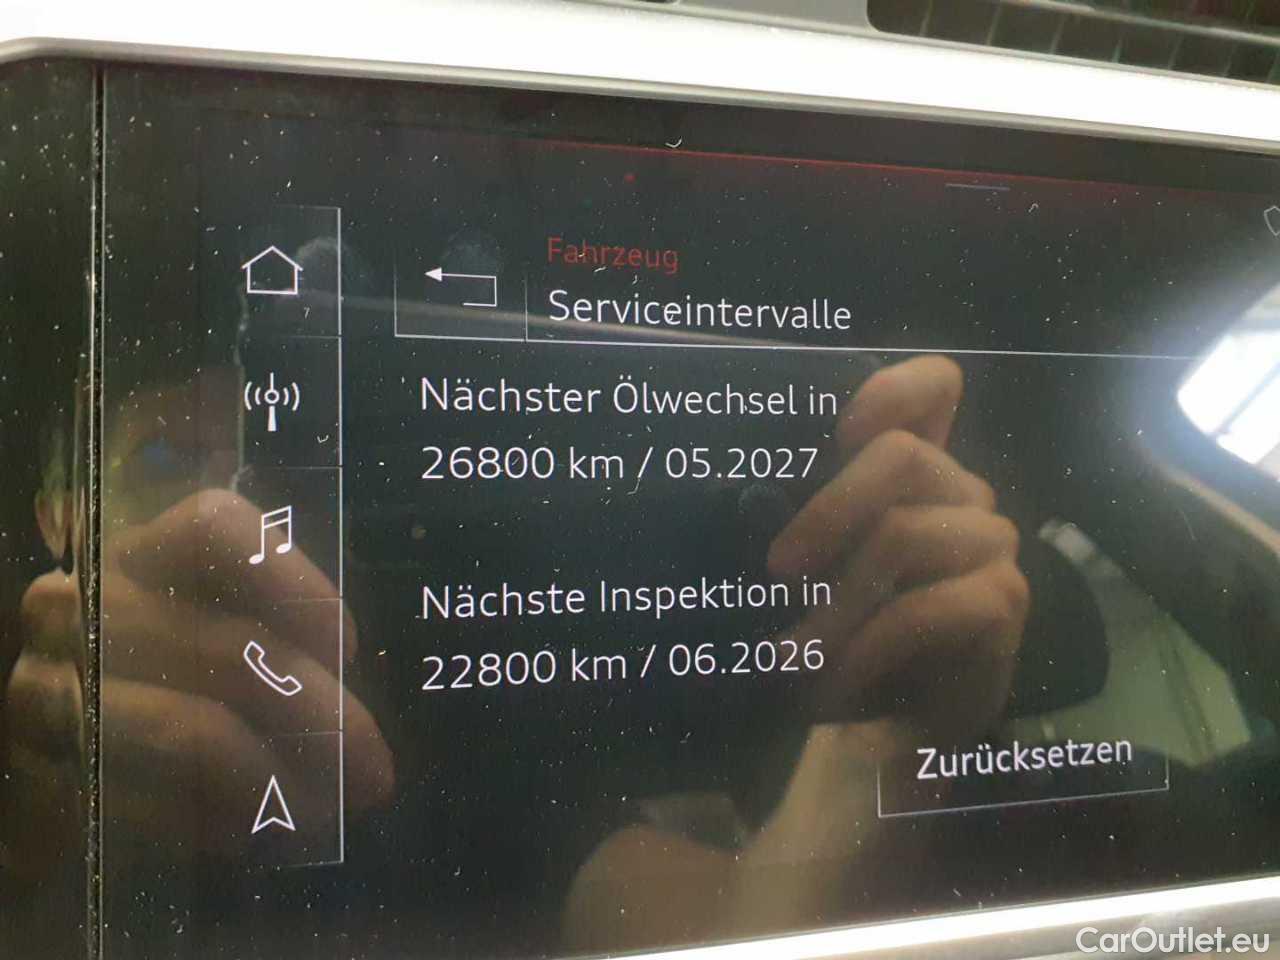 Fahrzeug
Serviceintervalle
Nächster Ölwechsel in
26800 km / 05.2027
Nächste Inspektion in
22800 km / 06.2026
Zurücksetzen
CarOutlet.eu